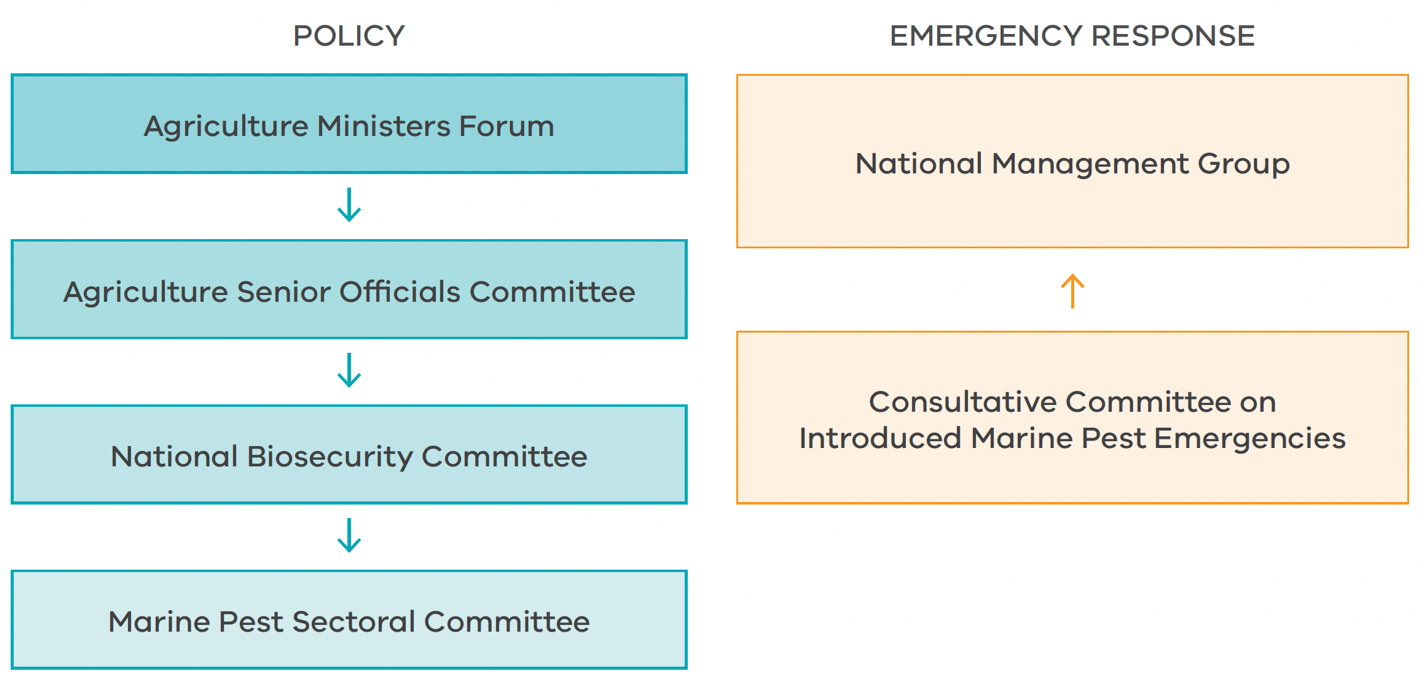 POLICY
Agriculture Ministers Forum
Agriculture Senior Officials Committee
National Biosecurity Committee
Marine Pest Sectoral Committee
EMERGENCY RESPONSE
National Management Group
Consultative Committee on
Introduced Marine Pest Emergencies